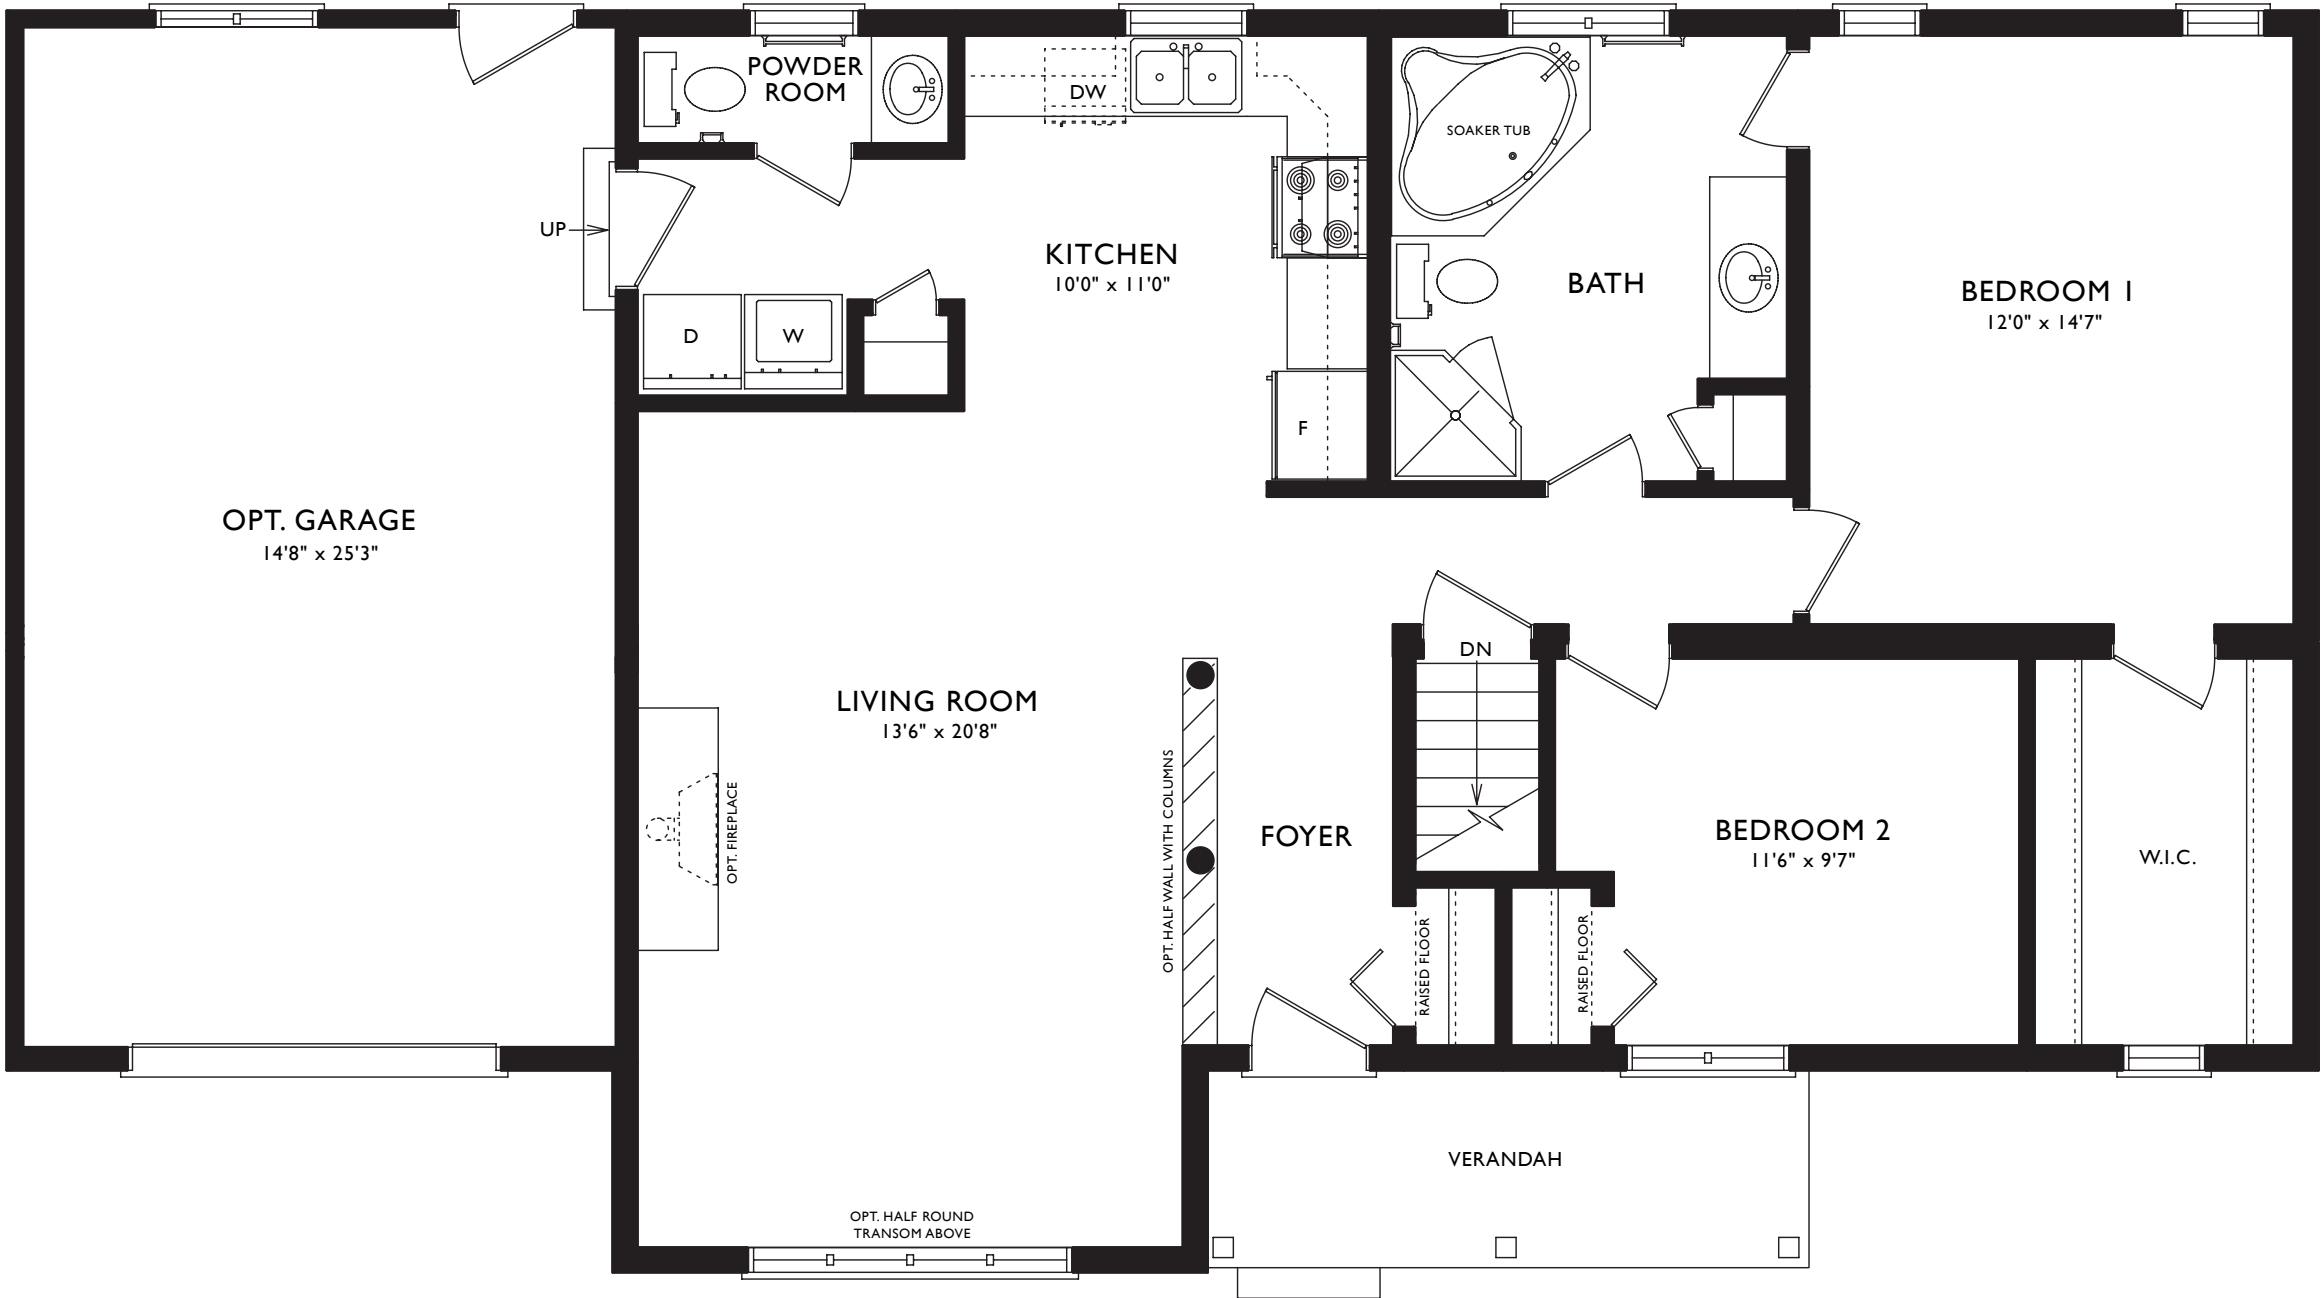 POWDER
ROOM
DW
SOAKER TUB
UP
KITCHEN
10'0" x 11'0"
BATH
BEDROOM 1
12'0" x 14'7"
D
W
F
OPT. GARAGE
14'8" x 25'3"
DN
LIVING ROOM
13'6" x 20'8"
OPT. FIREPLACE
OPT. HALF WALL WITH COLUMNS
FOYER
BEDROOM 2
11'6" x 9'7"
W.I.C.
RAISED FLOOR
RAISED FLOOR
VERANDAH
OPT. HALF ROUND
TRANSOM ABOVE